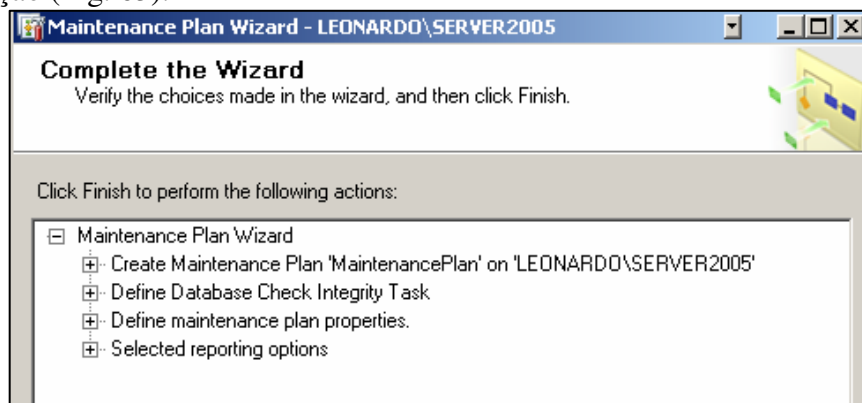 Maintenance Plan Wizard - LEONARDO\SERVER2005
Complete the Wizard
Verify the choices made in the wizard, and then click Finish.
Click Finish to perform the following actions:
Maintenance Plan Wizard
Create Maintenance Plan 'MaintenancePlan' on 'LEONARDO\SERVER2005'
Define Database Check Integrity Task
Define maintenance plan properties.
Selected reporting options